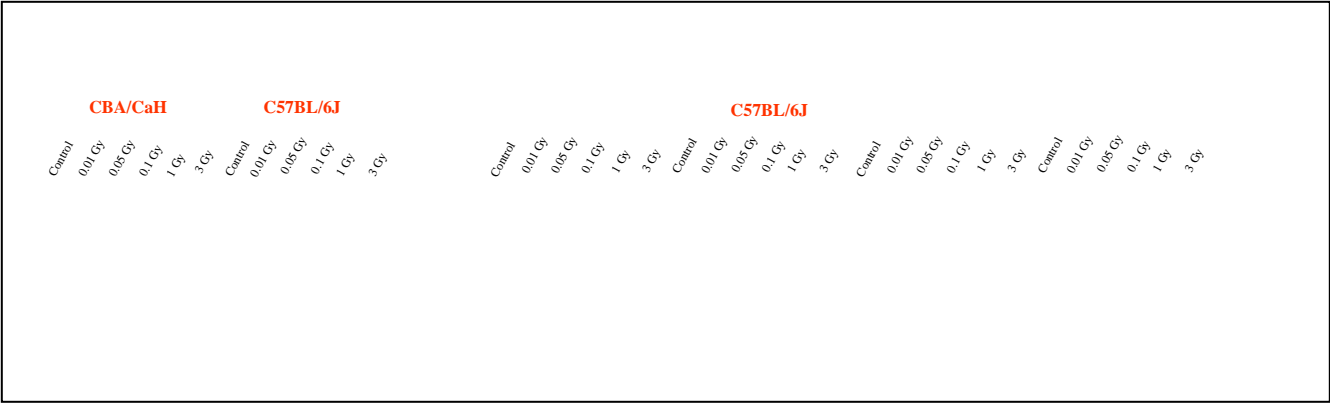 CBA/CaH C57BL/6J C57BL/6J
Control 0.01 Gy 0.05 Gy 0.1 Gy 1 Gy 3 Gy Control 0.01 Gy 0.05 Gy 0.1 Gy 1 Gy 3 Gy Control 0.01 Gy 0.05 Gy 0.1 Gy 1 Gy 3 Gy Control 0.01 Gy 0.05 Gy 0.1 Gy 1 Gy 3 Gy Control 0.01 Gy 0.05 Gy 0.1 Gy 1 Gy 3 Gy Control 0.01 Gy 0.05 Gy 0.1 Gy 1 Gy 3 Gy